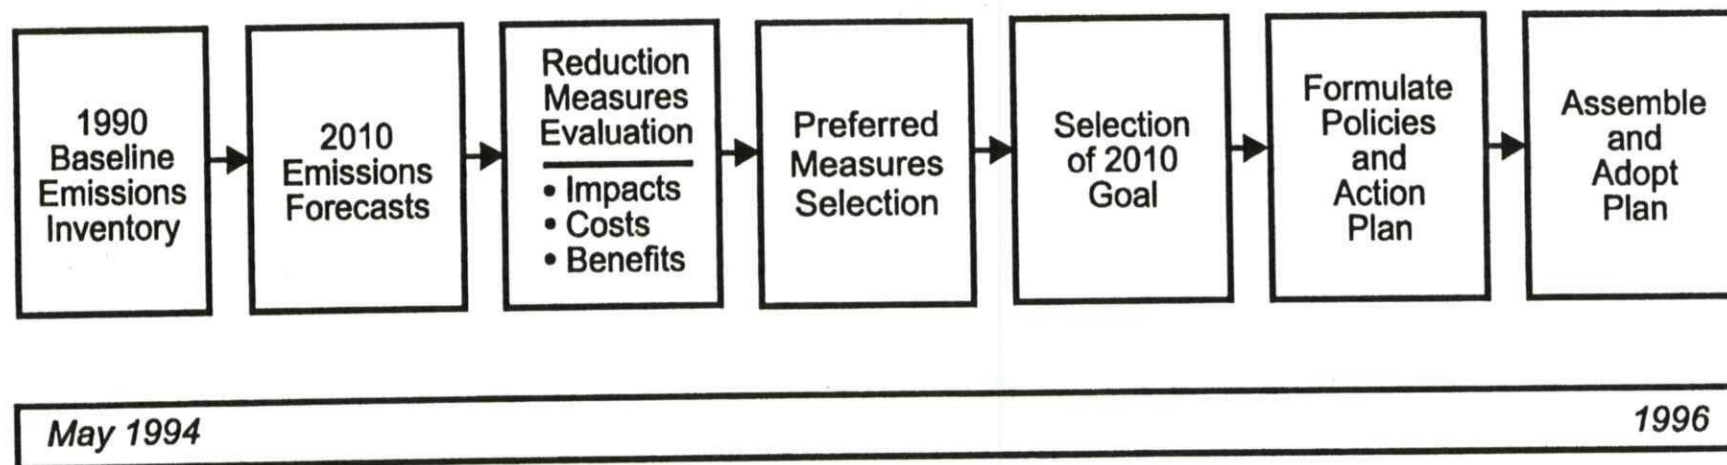 1990
Baseline
Emissions
Inventory
2010
Emissions
Forecasts
Reduction
Measures
Evaluation
• Impacts
• Costs
• Benefits
Preferred
Measures
Selection
Selection
of 2010
Goal
Formulate
Policies
and
Action
Plan
Assemble
and
Adopt
Plan
May 1994
1996